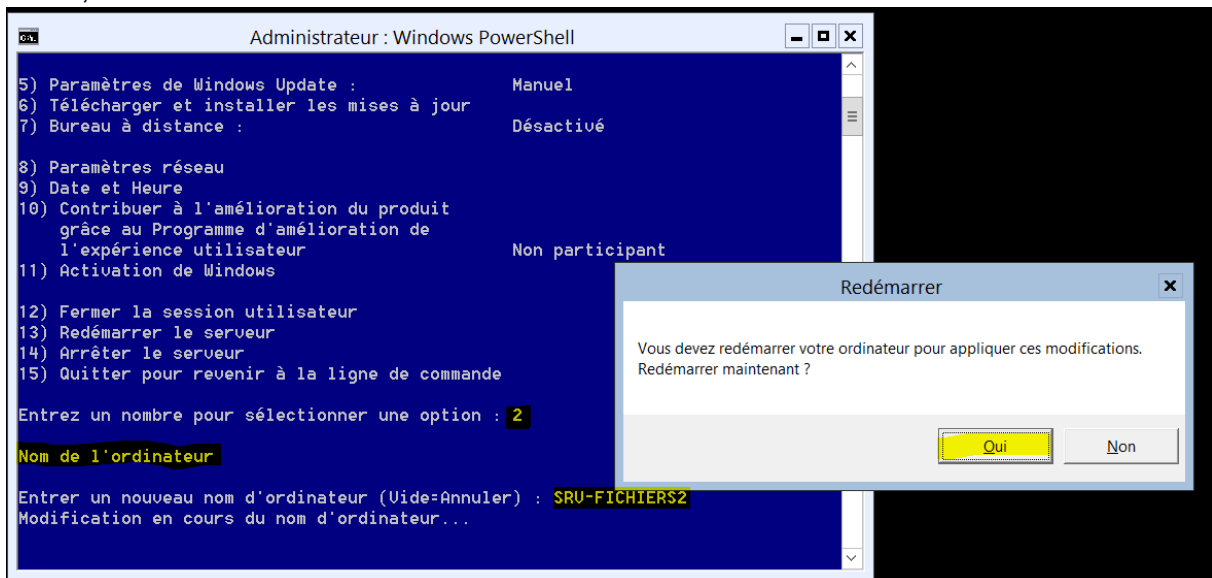 Administrateur : Windows PowerShell
5) Paramètres de Windows Update : Manuel
6) Télécharger et installer les mises à jour
7) Bureau à distance : Désactivé
8) Paramètres réseau
9) Date et Heure
10) Contribuer à l'amélioration du produit
grâce au Programme d'amélioration de
l'expérience utilisateur Non participant
11) Activation de Windows
12) Fermer la session utilisateur
13) Redémarrer le serveur
14) Arrêter le serveur
15) Quitter pour revenir à la ligne de commande
Entrez un nombre pour sélectionner une option : 2
Nom de l'ordinateur
Entrer un nouveau nom d'ordinateur (Vide=Annuler) : SRV-FICHIERS2
Modification en cours du nom d'ordinateur...
Redémarrer
Vous devez redémarrer votre ordinateur pour appliquer ces modifications.
Redémarrer maintenant ?
Oui
Non